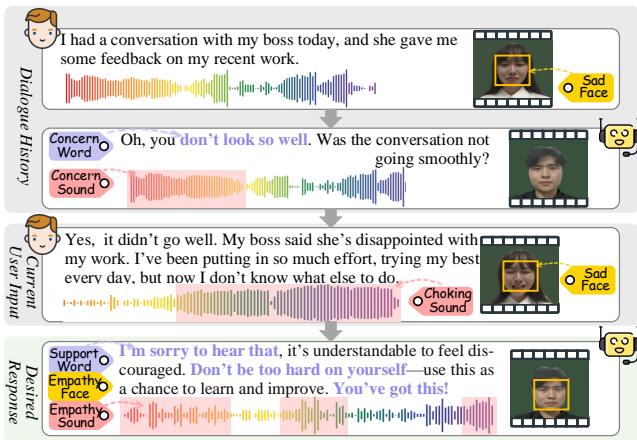 Dialogue History
I had a conversation with my boss today, and she gave me
some feedback on my recent work.
Sad
Face
Concern
Word
Oh, you don't look so well. Was the conversation not
going smoothly?
Concern
Sound
Current
User Input
Yes, it didn't go well. My boss said she's disappointed with
my work. I've been putting in so much effort, trying my best
every day, but now I don't know what else to do.
Sad
Face
Choking
Sound
Desired
Response
Support
Word
I'm sorry to hear that, it's understandable to feel dis-
couraged. Don't be too hard on yourself—use this as
a chance to learn and improve. You've got this!
Empathy
Face
Empathy
Sound